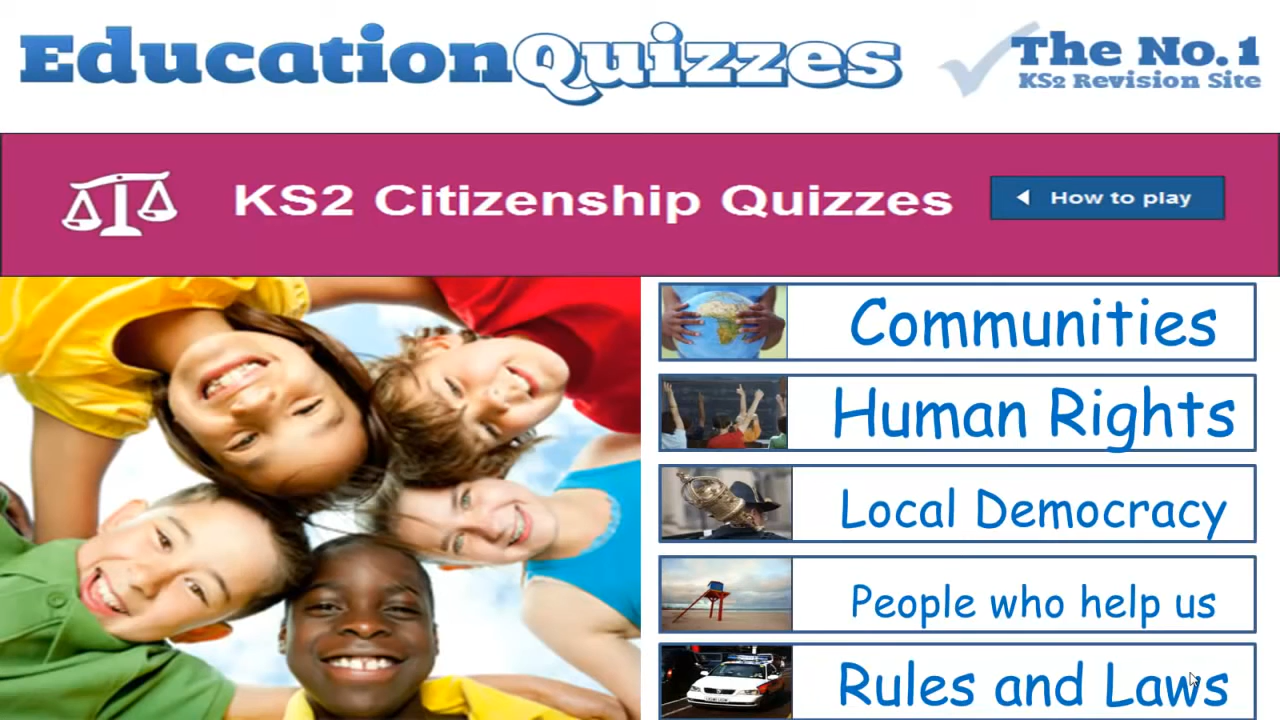 EducationQuizzes
The No.1
KS2 Revision Site
KS2 Citizenship Quizzes
How to play
Communities
Human Rights
Local Democracy
People who help us
Rules and Laws